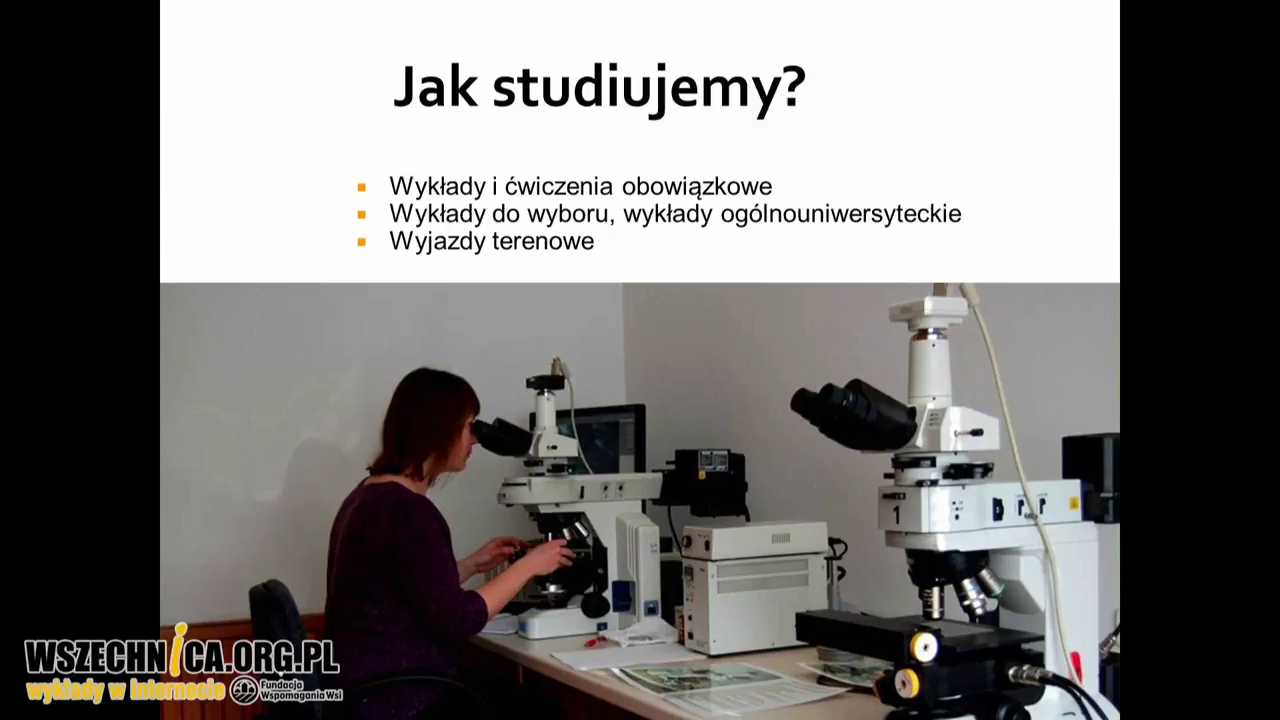 Jak studiujemy?
Wykłady i ćwiczenia obowiązkowe
Wykłady do wyboru, wykłady ogólnouniwersyteckie
Wyjazdy terenowe
1
WSZECHNICA.ORG.PL
wykłady w internecie
Fundacja
Wspomagania Wsi